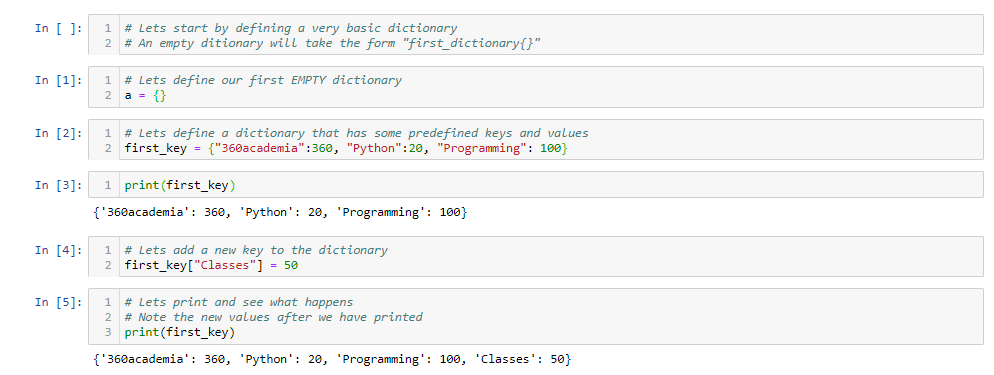 In [ ]:
1 # Lets start by defining a very basic dictionary
2 # An empty ditionary will take the form "first_dictionary{}"
In [1]:
1 # Lets define our first EMPTY dictionary
2 a = {}
In [2]:
1 # Lets define a dictionary that has some predefined keys and values
2 first_key = {"360academia":360, "Python":20, "Programming": 100}
In [3]:
1 print(first_key)
{'360academia': 360, 'Python': 20, 'Programming': 100}
In [4]:
1 # Lets add a new key to the dictionary
2 first_key["Classes"] = 50
In [5]:
1 # Lets print and see what happens
2 # Note the new values after we have printed
3 print(first_key)
{'360academia': 360, 'Python': 20, 'Programming': 100, 'Classes': 50}